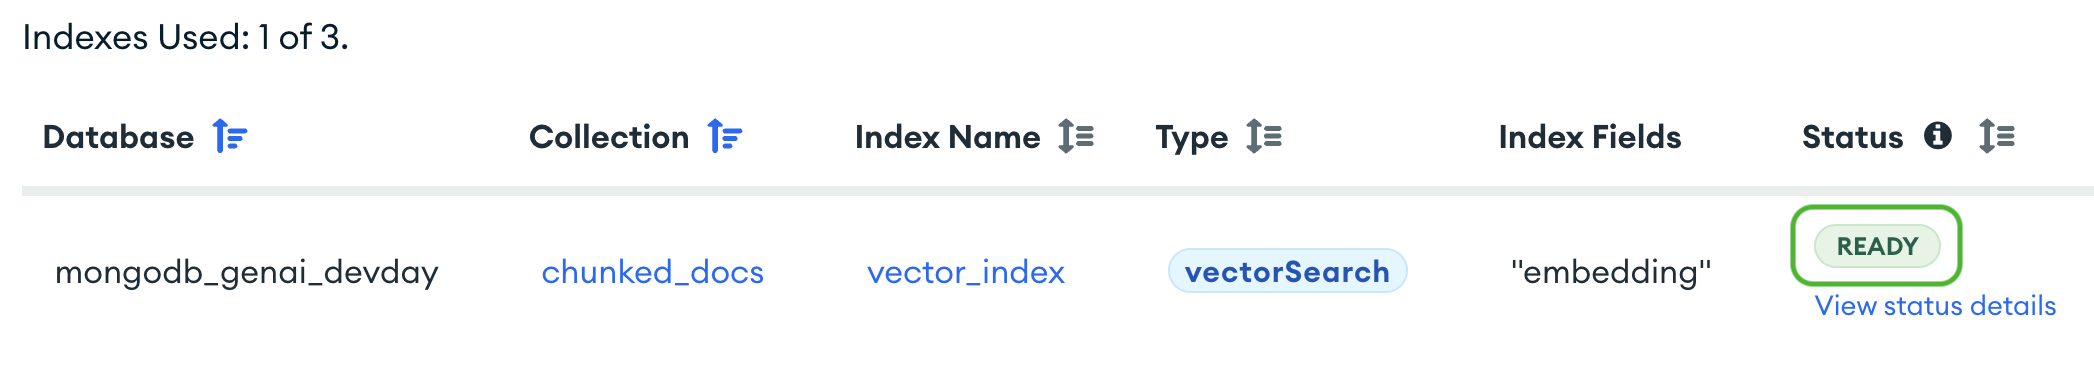 Indexes Used: 1 of 3.
Database Collection Index Name Type Index Fields Status
mongodb_genai_devday chunked_docs vector_index vectorSearch "embedding" READY
View status details